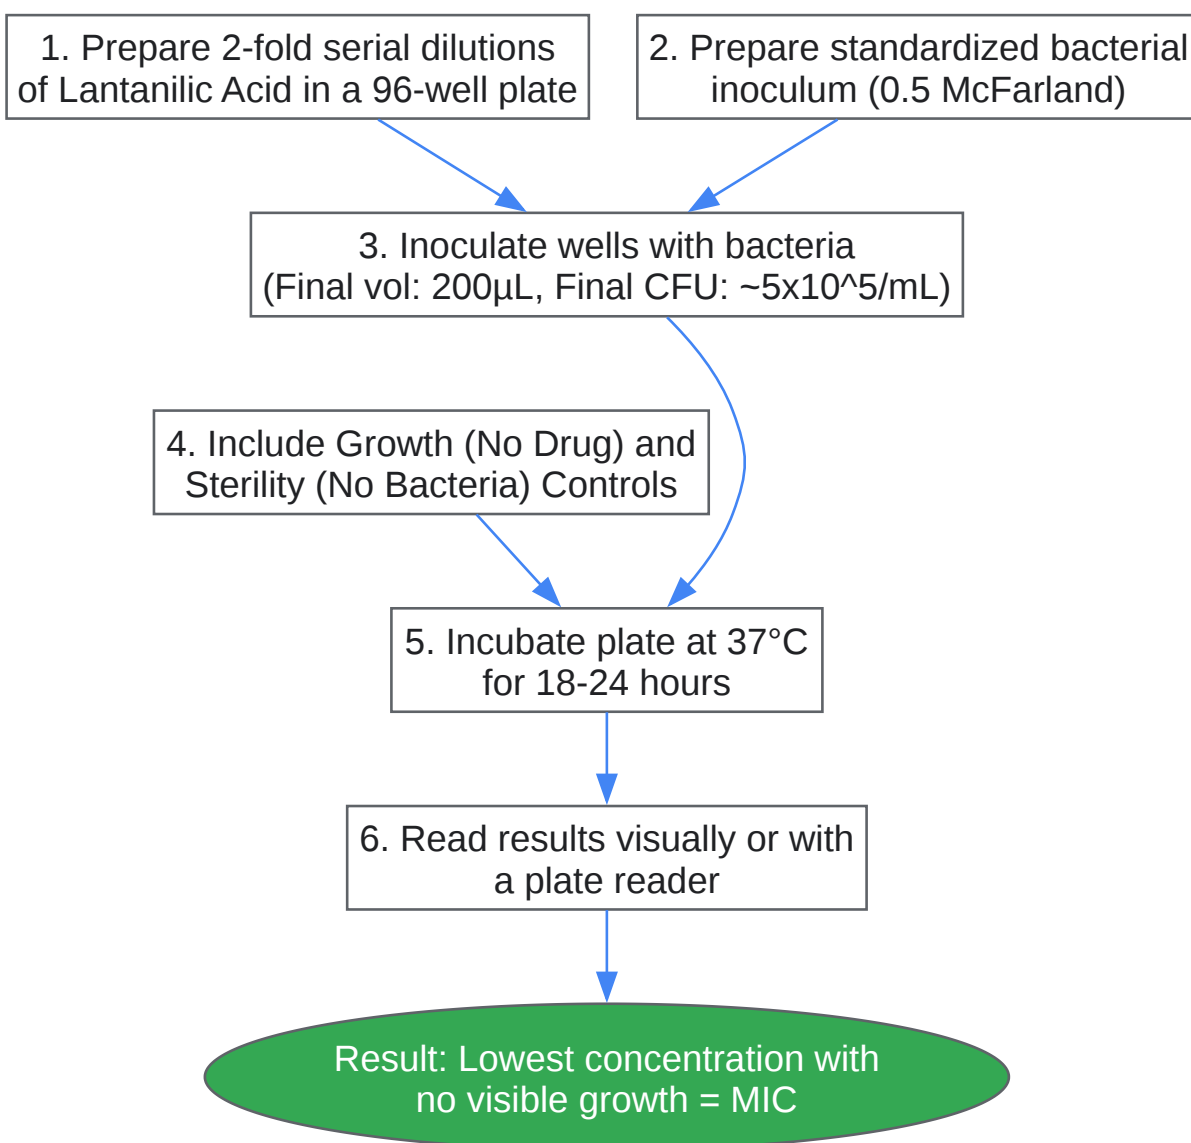 1. Prepare 2-fold serial dilutions
of Lantanilic Acid in a 96-well plate
2. Prepare standardized bacterial
inoculum (0.5 McFarland)
3. Inoculate wells with bacteria
(Final vol: 200µL, Final CFU: ~5x10^5/mL)
4. Include Growth (No Drug) and
Sterility (No Bacteria) Controls
5. Incubate plate at 37°C
for 18-24 hours
6. Read results visually or with
a plate reader
Result: Lowest concentration with
no visible growth = MIC